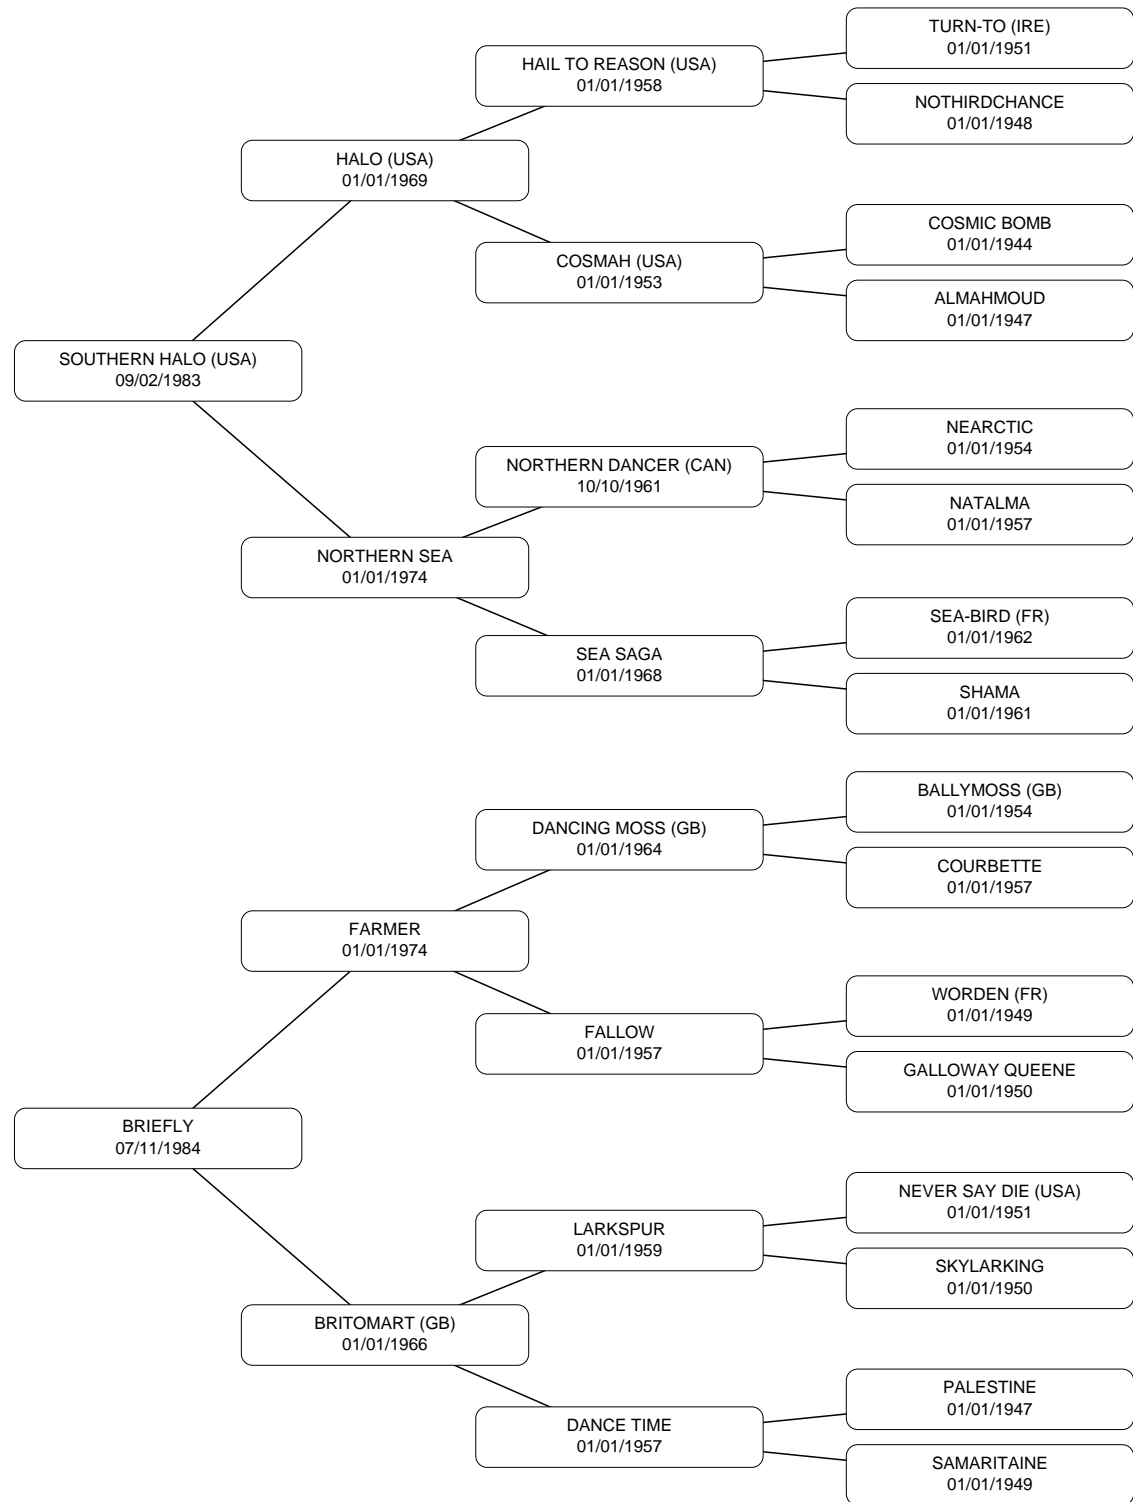 TURN-TO (IRE)
01/01/1951
HAIL TO REASON (USA)
01/01/1958
NOTHIRDCHANCE
01/01/1948
HALO (USA)
01/01/1969
COSMIC BOMB
01/01/1944
COSMAH (USA)
01/01/1953
ALMAHMOUD
01/01/1947
SOUTHERN HALO (USA)
09/02/1983
NEARCTIC
01/01/1954
NORTHERN DANCER (CAN)
10/10/1961
NATALMA
01/01/1957
NORTHERN SEA
01/01/1974
SEA-BIRD (FR)
01/01/1962
SEA SAGA
01/01/1968
SHAMA
01/01/1961
BALLYMOSS (GB)
01/01/1954
DANCING MOSS (GB)
01/01/1964
COURBETTE
01/01/1957
FARMER
01/01/1974
WORDEN (FR)
01/01/1949
FALLOW
01/01/1957
GALLOWAY QUEENE
01/01/1950
BRIEFLY
07/11/1984
NEVER SAY DIE (USA)
01/01/1951
LARKSPUR
01/01/1959
SKYLARKING
01/01/1950
BRITOMART (GB)
01/01/1966
PALESTINE
01/01/1947
DANCE TIME
01/01/1957
SAMARITAINE
01/01/1949